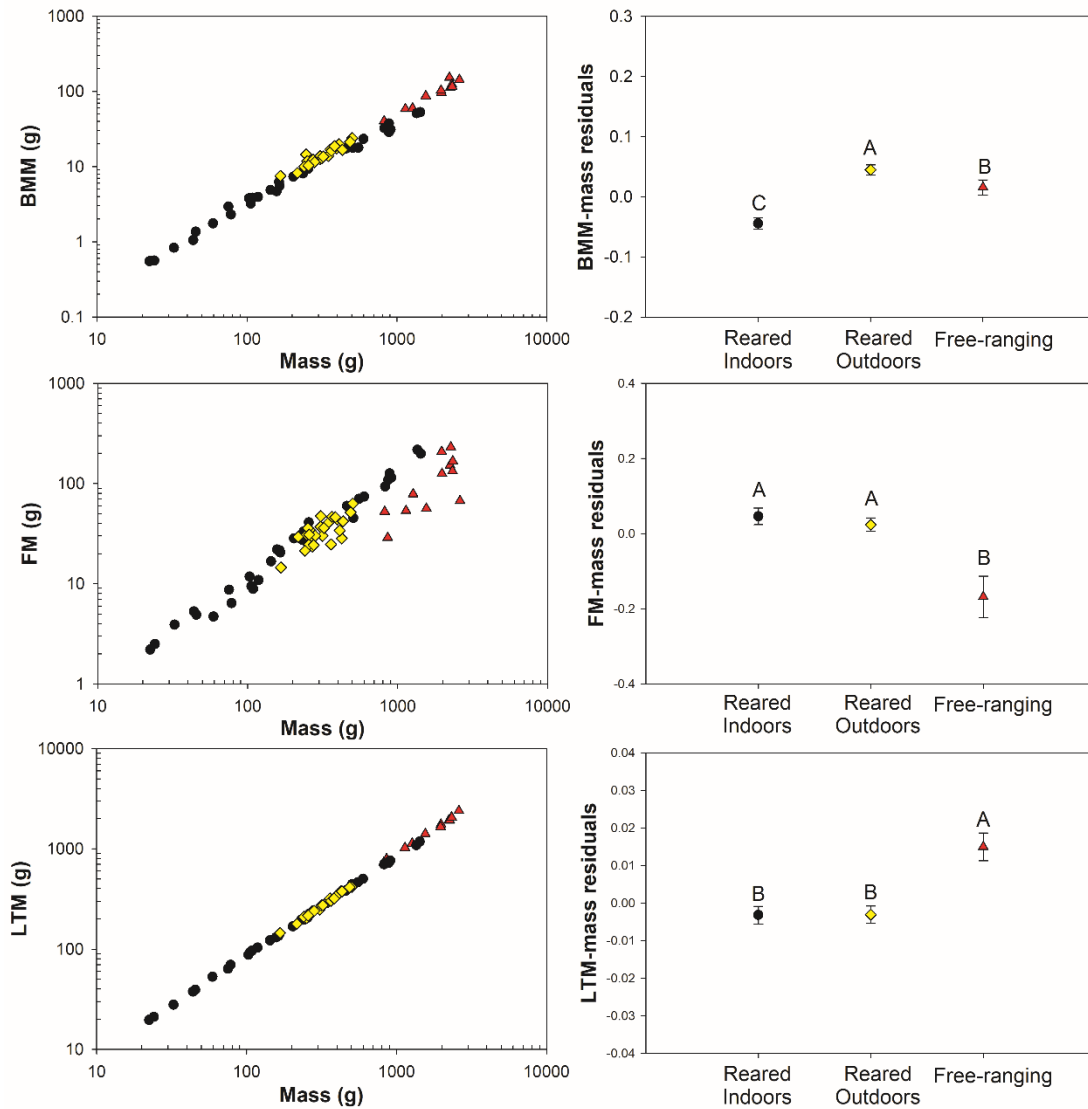 1000
100
10
1
0.1
BMM (g)
10
100
1000
10000
Mass (g)
0.3
0.2
0.1
0.0
-0.1
-0.2
BMM-mass residuals
C
A
B
Reared
Indoors
Reared
Outdoors
Free-ranging
1000
100
10
1
FM (g)
10
100
1000
10000
Mass (g)
0.4
0.2
0.0
-0.2
-0.4
FM-mass residuals
A
A
B
Reared
Indoors
Reared
Outdoors
Free-ranging
10000
1000
100
10
LTM (g)
10
100
1000
10000
Mass (g)
0.04
0.03
0.02
0.01
0.00
-0.01
-0.02
-0.03
-0.04
LTM-mass residuals
B
B
A
Reared
Indoors
Reared
Outdoors
Free-ranging